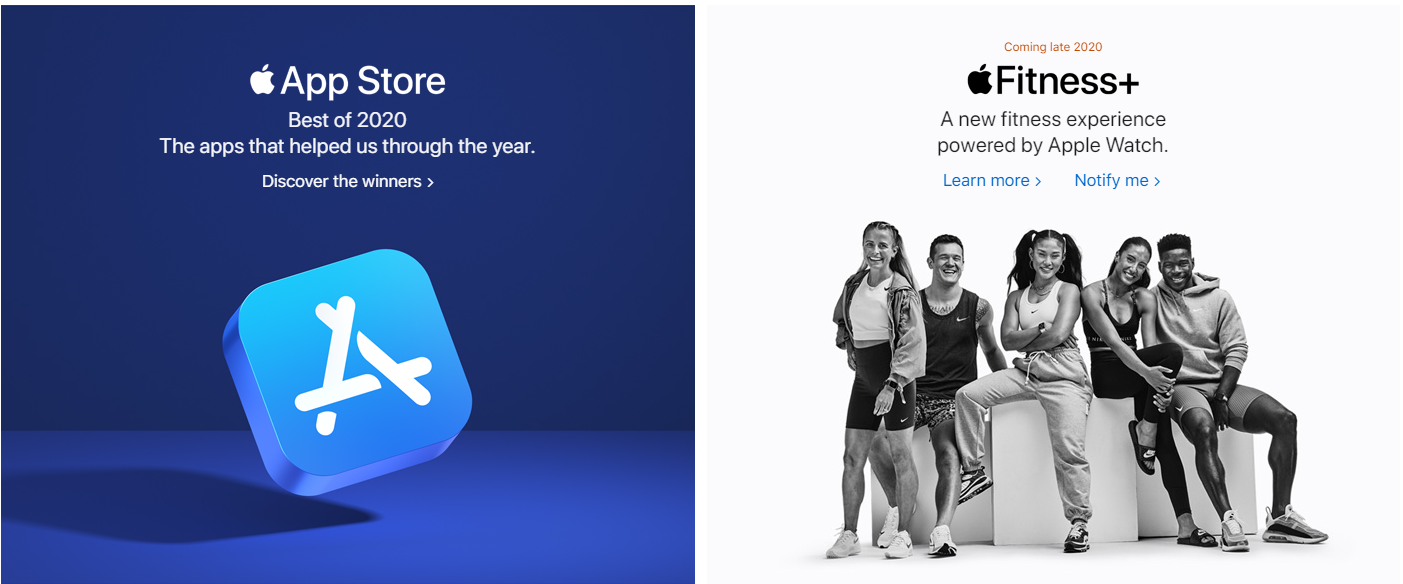 App Store
Best of 2020
The apps that helped us through the year.
Discover the winners >
Coming late 2020
Fitness+
A new fitness experience
powered by Apple Watch.
Learn more > Notify me >